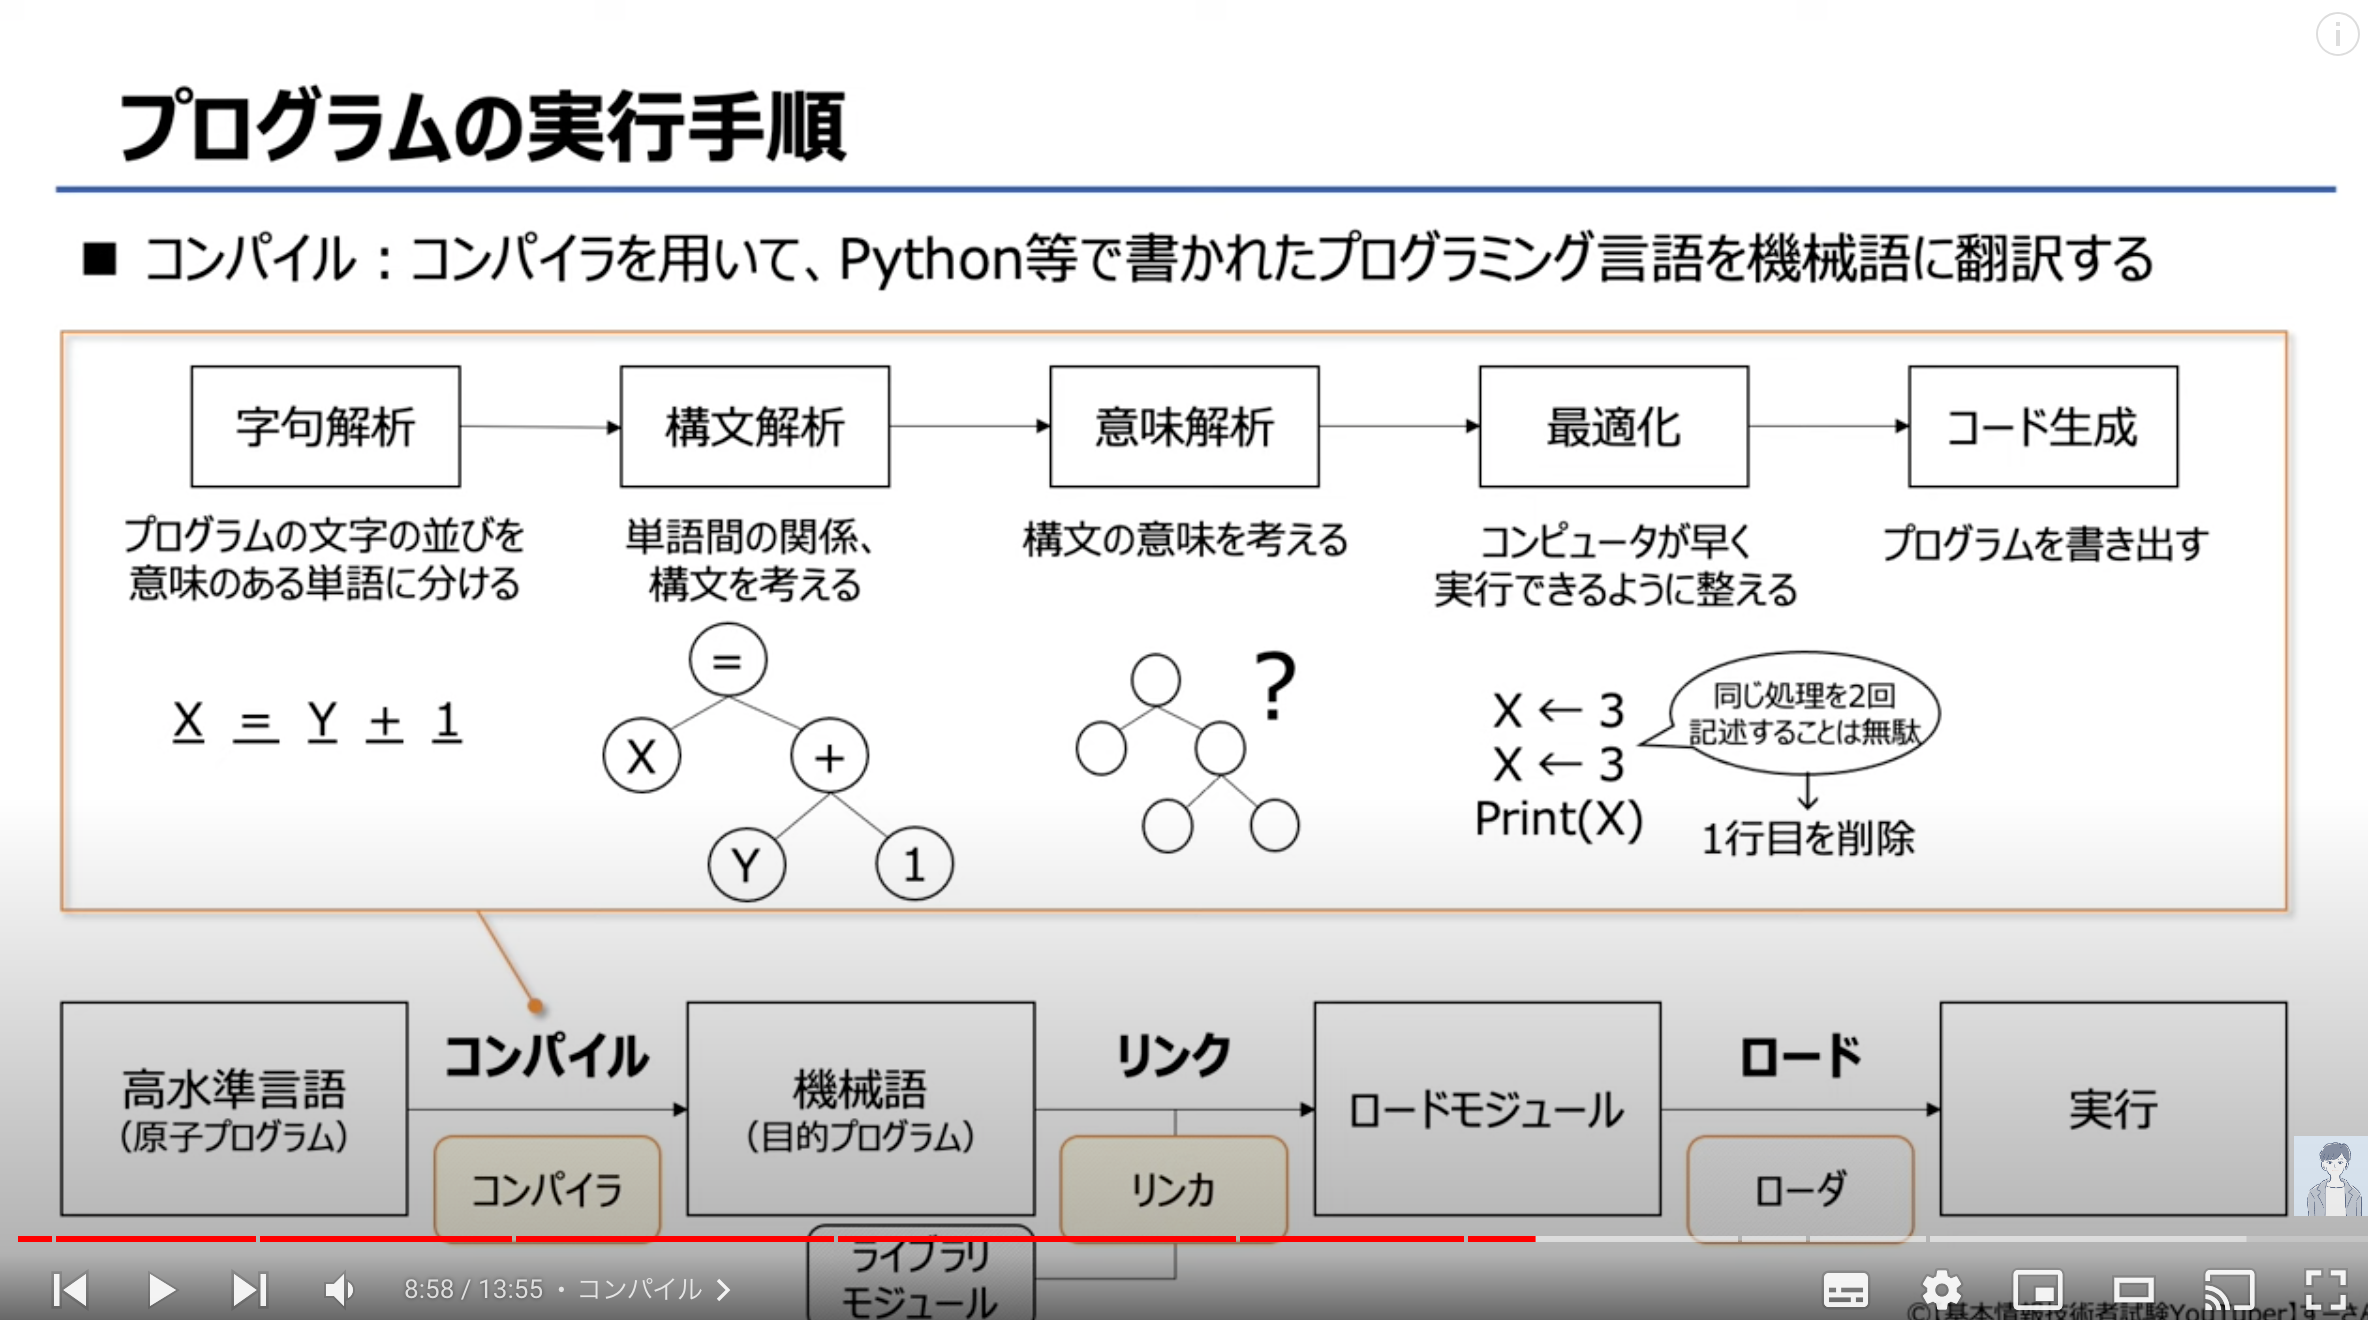 プログラムの実行手順
■ コンパイル：コンパイラを用いて、Python等で書かれたプログラミング言語を機械語に翻訳する
字句解析
構文解析
意味解析
最適化
コード生成
プログラムの文字の並びを
意味のある単語に分ける
単語間の関係、
構文を考える
構文の意味を考える
コンピュータが早く
実行できるように整える
プログラムを書き出す
X = Y + 1
=
X
+
Y
1
?
X ← 3
X ← 3
Print(X)
同じ処理を2回
記述することは無駄
↓
1行目を削除
高水準言語
（原子プログラム）
コンパイル
コンパイラ
機械語
（目的プログラム）
リンク
リンカ
ライブラリ
モジュール
ロードモジュール
ロード
ローダ
実行
8:58 / 13:55 • コンパイル
©【基本情報技術者試験YouTuber】すーさん